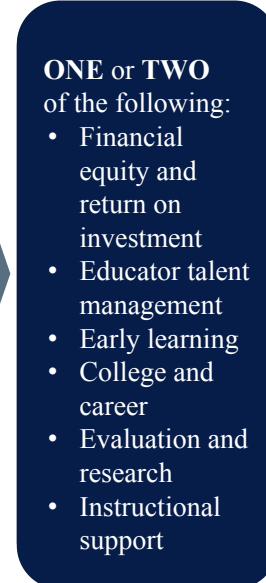 ONE or TWO
of the following:
• Financial
equity and
return on
investment
• Educator talent
management
• Early learning
• College and
career
• Evaluation and
research
• Instructional
support